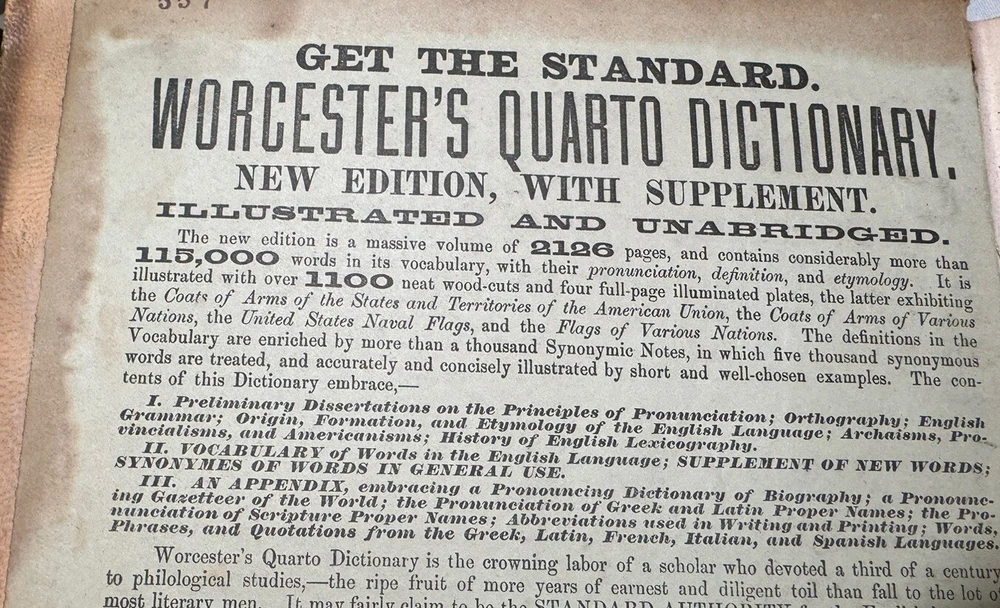 557
GET THE STANDARD.
WORCESTER'S QUARTO DICTIONARY.
NEW EDITION, WITH SUPPLEMENT.
ILLUSTRATED AND UNABRIDGED.
The new edition is a massive volume of 2126 pages, and contains considerably more than
115,000 words in its vocabulary, with their pronunciation, definition, and etymology. It is
illustrated with over 1100 neat wood-cuts and four full-page illuminated plates, the latter exhibiting
the Coats of Arms of the States and Territories of the American Union, the Coats of Arms of Various
Nations, the United States Naval Flags, and the Flags of Various Nations. The definitions in the
Vocabulary are enriched by more than a thousand Synonymic Notes, in which five thousand synonymous
words are treated, and accurately and concisely illustrated by short and well-chosen examples. The con-
tents of this Dictionary embrace,—
I. Preliminary Dissertations on the Principles of Pronunciation; Orthography; English
Grammar; Origin, Formation, and Etymology of the English Language; Archaisms, Pro-
vincialisms, and Americanisms; History of English Lexicography.
II. VOCABULARY of Words in the English Language; SUPPLEMENT OF NEW WORDS;
SYNONYMES OF WORDS IN GENERAL USE.
III. AN APPENDIX, embracing a Pronouncing Dictionary of Biography; a Pronounc-
ing Gazetteer of the World; the Pronunciation of Greek and Latin Proper Names; the Pro-
nunciation of Scripture Proper Names; Abbreviations used in Writing and Printing; Words,
Phrases, and Quotations from the Greek, Latin, French, Italian, and Spanish Languages.
Worcester's Quarto Dictionary is the crowning labor of a scholar who devoted a third of a century
to philological studies,—the ripe fruit of more years of earnest and diligent toil than fall to the lot
most literary men. It may fairly claim to be the STANDARD AUTHORITY